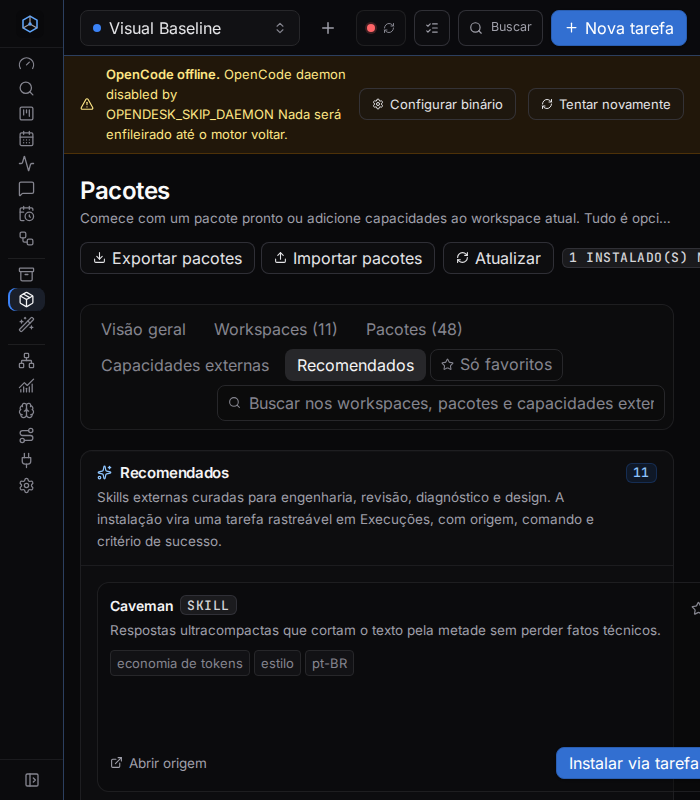 Visual Baseline
Buscar
Nova tarefa
OpenCode offline. OpenCode daemon
disabled by
OPENDESK_SKIP_DAEMON Nada será
enfileirado até o motor voltar.
Configurar binário
Tentar novamente
Pacotes
Comece com um pacote pronto ou adicione capacidades ao workspace atual. Tudo é opci...
Exportar pacotes
Importar pacotes
Atualizar
1 INSTALADO(S)
Visão geral
Workspaces (11)
Pacotes (48)
Capacidades externas
Recomendados
Só favoritos
Buscar nos workspaces, pacotes e capacidades exter
Recomendados
11
Skills externas curadas para engenharia, revisão, diagnóstico e design. A
instalação vira uma tarefa rastreável em Execuções, com origem, comando e
critério de sucesso.
Caveman SKILL
Respostas ultracompactas que cortam o texto pela metade sem perder fatos técnicos.
economia de tokens
estilo
pt-BR
Abrir origem
Instalar via tarefa